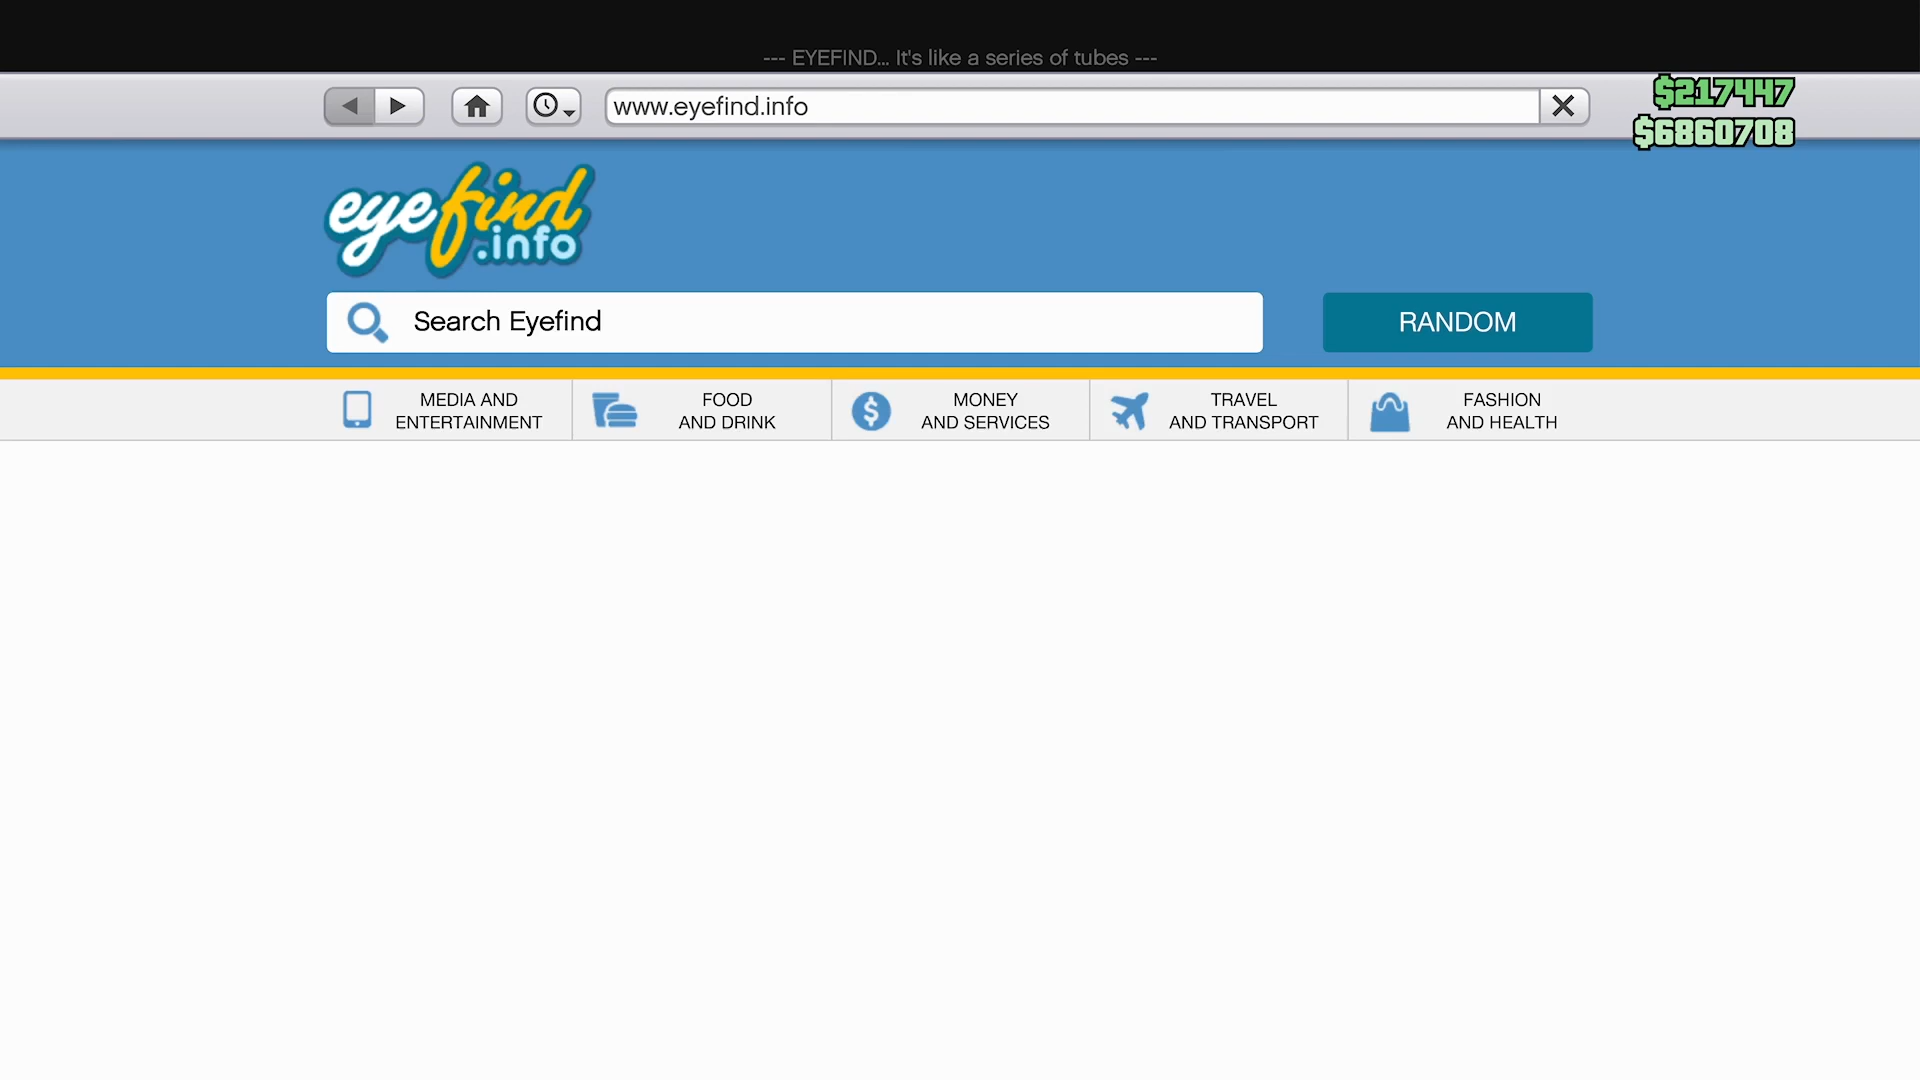 --- EYEFIND... It's like a series of tubes ---
www.eyefind.info
$217447
$6860708
eyefind
.info
Search Eyefind
RANDOM
MEDIA AND
ENTERTAINMENT
FOOD
AND DRINK
MONEY
AND SERVICES
TRAVEL
AND TRANSPORT
FASHION
AND HEALTH